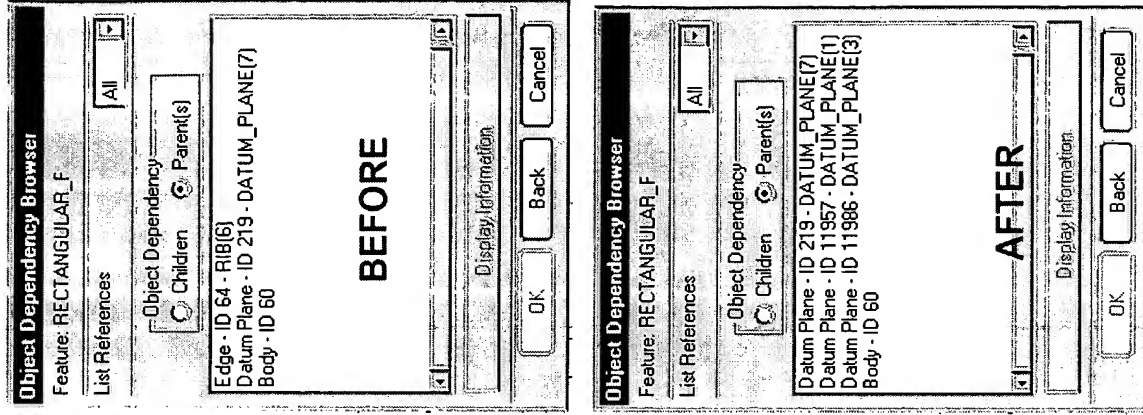 Object Dependency Browser
Feature: RECTANGULAR_F
List References
All
Object Dependency
Children
Parent(s)
Edge - ID 64 - RIB(6)
Datum Plane - ID 219 - DATUM_PLANE(7)
Body - ID 60
BEFORE
Display Information
OK
Back
Cancel
Object Dependency Browser
Feature: RECTANGULAR_F
List References
All
Object Dependency
Children
Parent(s)
Datum Plane - ID 219 - DATUM_PLANE(7)
Datum Plane - ID 11957 - DATUM_PLANE(1)
Datum Plane - ID 11986 - DATUM_PLANE(3)
Body - ID 60
AFTER
Display Information
OK
Back
Cancel